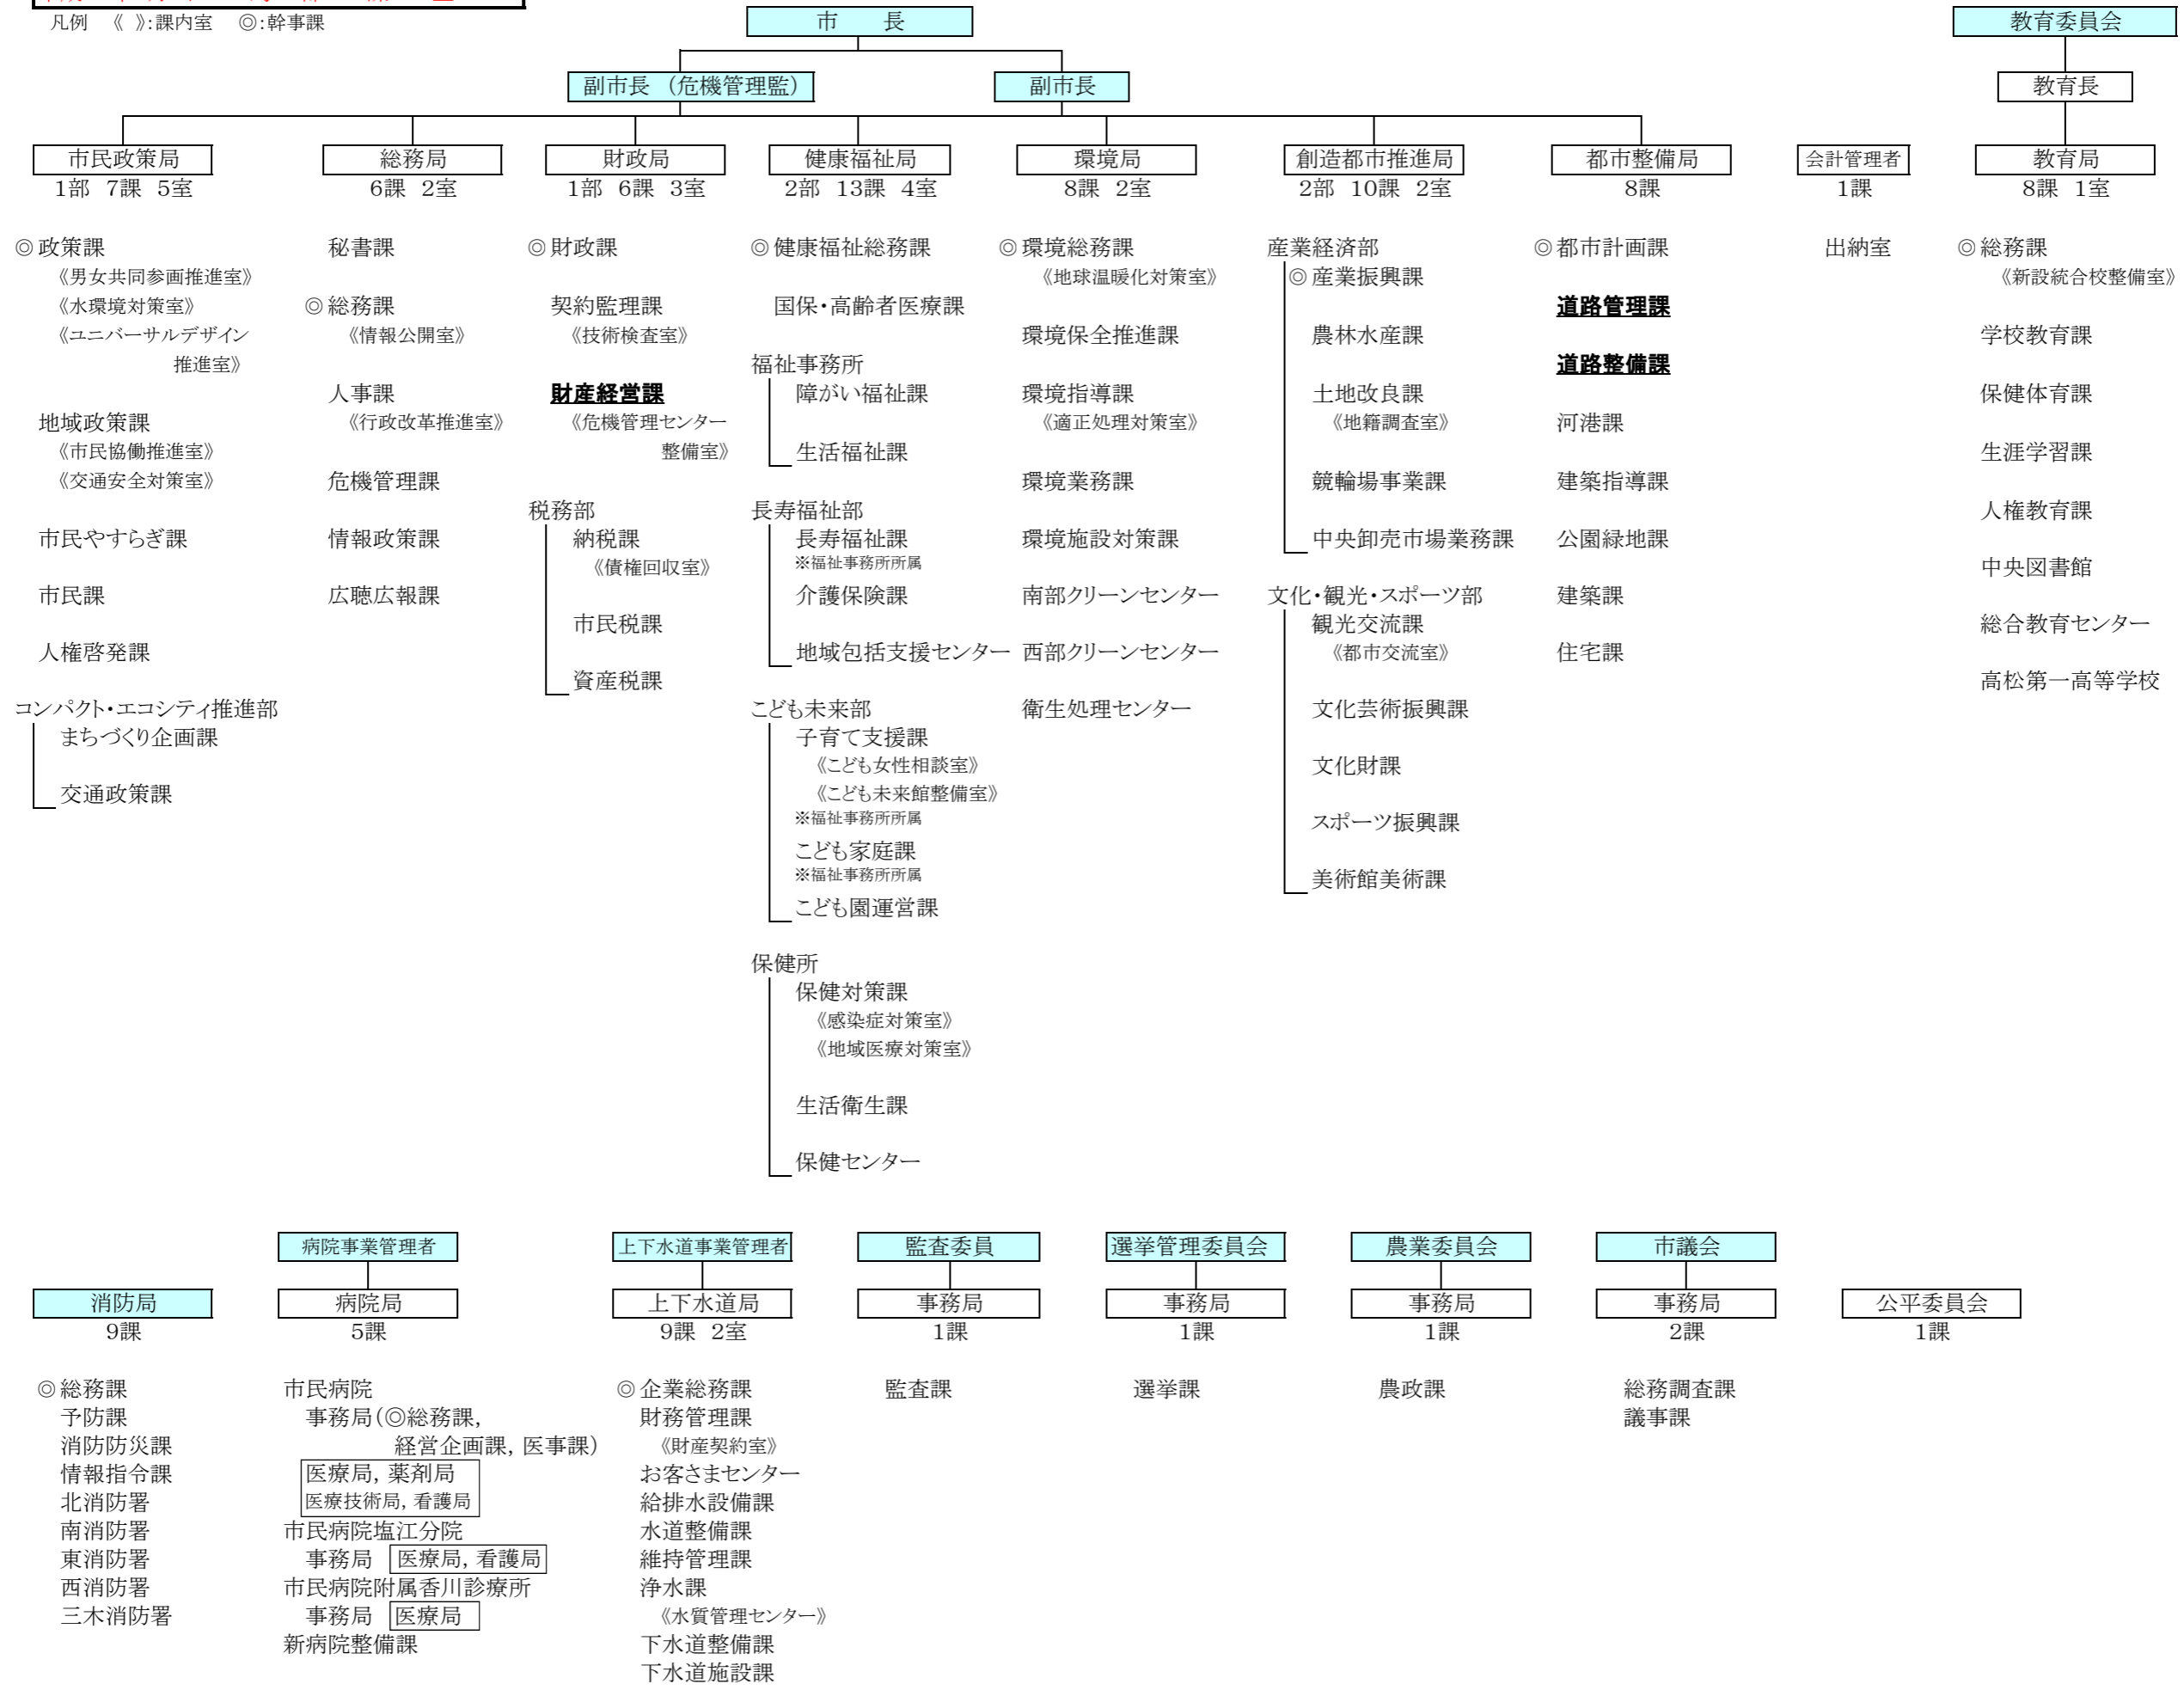 凡例 《 》:課内室 ◎:幹事課
市 長
教育委員会
副市長 (危機管理監)
副市長
教育長
市民政策局
1部 7課 5室
総務局
6課 2室
財政局
1部 6課 3室
健康福祉局
2部 13課 4室
環境局
8課 2室
創造都市推進局
2部 10課 2室
都市整備局
8課
会計管理者
1課
教育局
8課 1室
◎政策課
《男女共同参画推進室》
《水環境対策室》
《ユニバーサルデザイン
推進室》
地域政策課
《市民協働推進室》
《交通安全対策室》
市民やすらぎ課
市民課
人権啓発課
コンパクト・エコシティ推進部
まちづくり企画課
交通政策課
秘書課
◎総務課
《情報公開室》
人事課
《行政改革推進室》
危機管理課
情報政策課
広聴広報課
◎財政課
契約監理課
《技術検査室》
財産経営課
《危機管理センター
整備室》
税務部
納税課
《債権回収室》
市民税課
資産税課
◎健康福祉総務課
国保・高齢者医療課
福祉事務所
障がい福祉課
生活福祉課
長寿福祉部
長寿福祉課
※福祉事務所所属
介護保険課
地域包括支援センター
こども未来部
子育て支援課
《こども女性相談室》
《こども未来館整備室》
※福祉事務所所属
こども家庭課
※福祉事務所所属
こども園運営課
保健所
保健対策課
《感染症対策室》
《地域医療対策室》
生活衛生課
保健センター
◎環境総務課
《地球温暖化対策室》
環境保全推進課
環境指導課
《適正処理対策室》
環境業務課
環境施設対策課
南部クリーンセンター
西部クリーンセンター
衛生処理センター
産業経済部
◎産業振興課
農林水産課
土地改良課
《地籍調査室》
競輪場事業課
中央卸売市場業務課
文化・観光・スポーツ部
観光交流課
《都市交流室》
文化芸術振興課
文化財課
スポーツ振興課
美術館美術課
◎都市計画課
道路管理課
道路整備課
河港課
建築指導課
公園緑地課
建築課
住宅課
出納室
◎総務課
《新設統合校整備室》
学校教育課
保健体育課
生涯学習課
人権教育課
中央図書館
総合教育センター
高松第一高等学校
消防局
9課
◎総務課
予防課
消防防災課
情報指令課
北消防署
南消防署
東消防署
西消防署
三木消防署
病院事業管理者
病院局
5課
市民病院
事務局(◎総務課,
経営企画課, 医事課)
医療局, 薬剤局
医療技術局, 看護局
市民病院塩江分院
事務局 医療局, 看護局
市民病院附属香川診療所
事務局 医療局
新病院整備課
上下水道事業管理者
上下水道局
9課 2室
◎企業総務課
財務管理課
《財産契約室》
お客さまセンター
給排水設備課
水道整備課
維持管理課
浄水課
《水質管理センター》
下水道整備課
下水道施設課
監査委員
事務局
1課
監査課
選挙管理委員会
事務局
1課
選挙課
農業委員会
事務局
1課
農政課
市議会
事務局
2課
総務調査課
議事課
公平委員会
1課